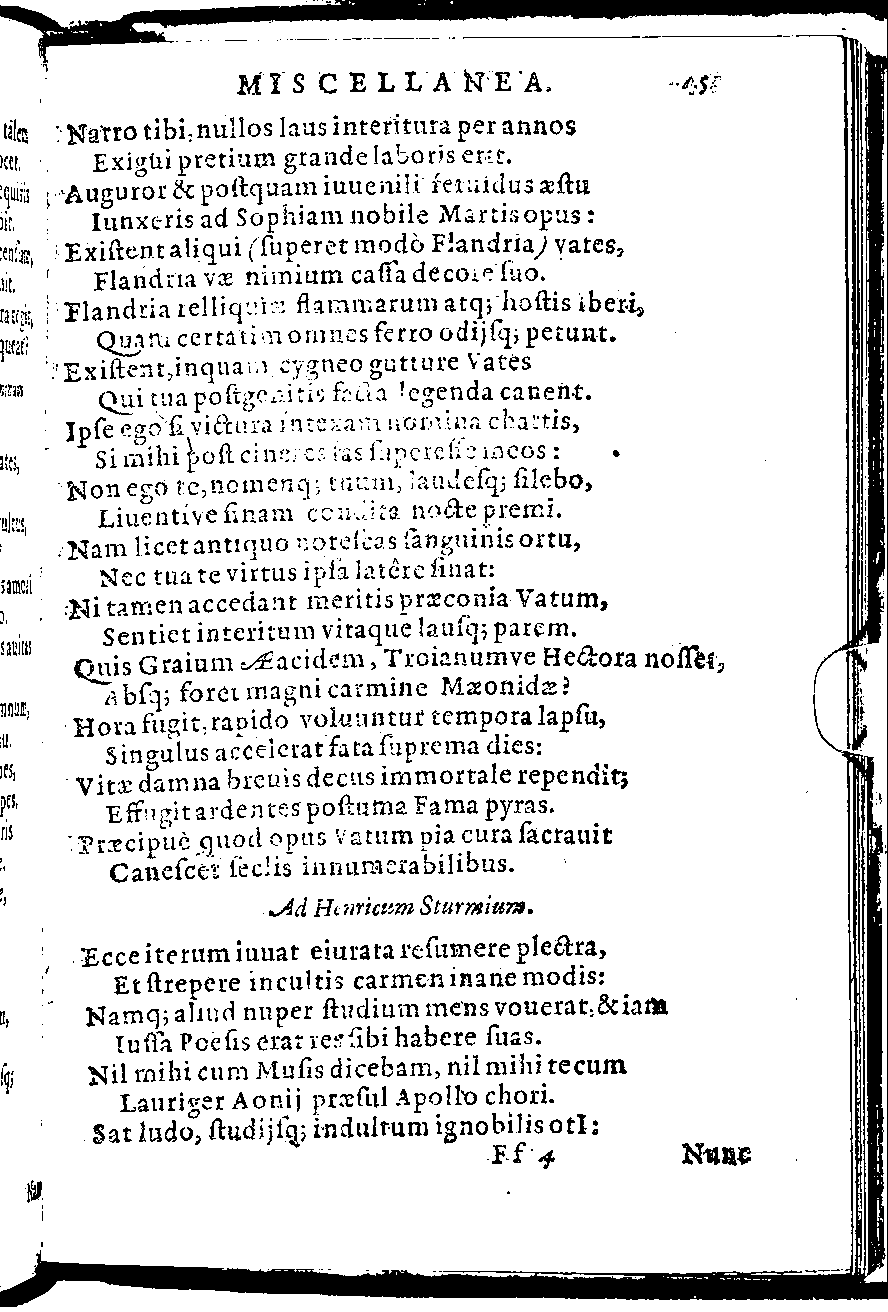 MISCELLANEA.
Narro tibi, nullos laus interitura per annos
Exigui pretium grande laboris erit.
Auguror & poſtquam iuuenili feruidus æſtu
Iunxeris ad Sophiam nobile Martis opus:
Exiſtent aliqui (ſuperet modò Flandria) vates,
Flandria væ nimium caſſa decore ſuo.
Flandria relliquiæ flammarum atq; hoſtis iberi,
Quam certatim omnes ferro odijſq; petunt.
Exiſtent, inquam cygneo gutture Vates
Qui tua poſtgenitis facta legenda canent.
Ipſe ego ſi victura intexam nomina chartis,
Si mihi poſt cineres fas ſupereſſe meos:
Non ego te, nomenq; tuum, laudeſq; ſilebo,
Liuentive ſinam condita nocte premi.
Nam licet antiquo noteſcas ſanguinis ortu,
Nec tua te virtus ipſa latêre ſinat:
Ni tamen accedant meritis præconia Vatum,
Sentiet interitum vitaque lauſq; parem.
Quis Graium Æacidem, Troianumve Hectora noſſet,
Abſq; foret magni carmine Mæonidæ?
Hora fugit, rapido voluuntur tempora lapſu,
Singulus accelerat fata ſuprema dies:
Vitæ damna breuis decus immortale rependit;
Effugit ardentes poſtuma Fama pyras.
Præcipuè quod opus Vatum pia cura ſacrauit
Caneſcet ſeclis innumerabilibus.
Ad Henricum Sturmium.
Ecce iterum iuuat eiurata reſumere plectra,
Et ſtrepere incultis carmen inane modis:
Namq; aliud nuper ſtudium mens vouerat, & iam
Iuſſa Poëſis erat res ſibi habere ſuas.
Nil mihi cum Muſis dicebam, nil mihi tecum
Lauriger Aonij præſul Apollo chori.
Sat ludo, ſtudijſq; indultum ignobilis otI:
Ff 4 Nunc